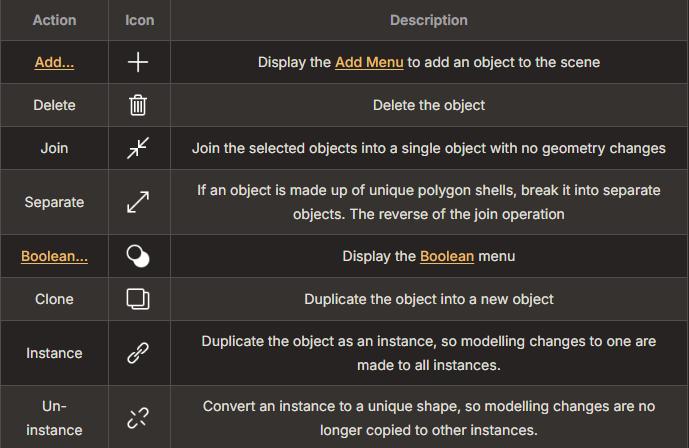 Action Icon Description
Add... Display the Add Menu to add an object to the scene
Delete Delete the object
Join Join the selected objects into a single object with no geometry changes
Separate If an object is made up of unique polygon shells, break it into separate
objects. The reverse of the join operation
Boolean... Display the Boolean menu
Clone Duplicate the object into a new object
Instance Duplicate the object as an instance, so modelling changes to one are
made to all instances.
Un-
instance Convert an instance to a unique shape, so modelling changes are no
longer copied to other instances.